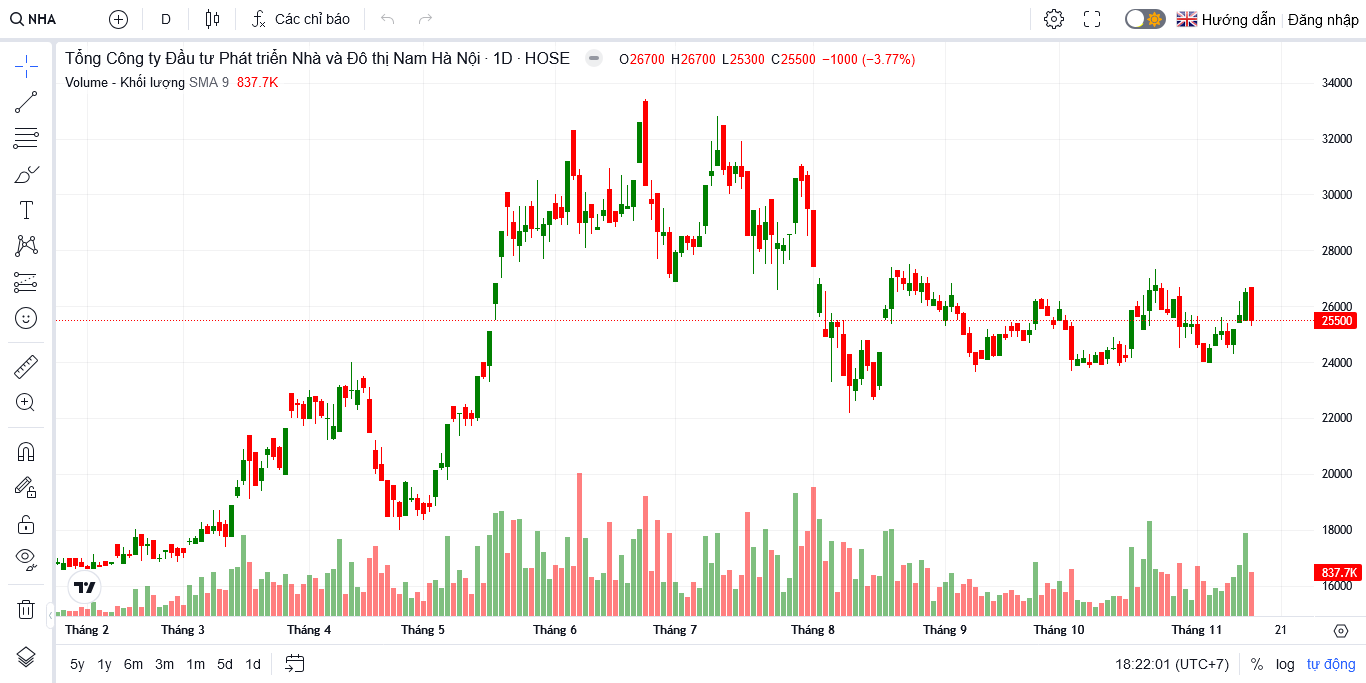 NHA D Các chỉ báo Hướng dẫn Đăng nhập
Tổng Công ty Đầu tư Phát triển Nhà và Đô thị Nam Hà Nội · 1D · HOSE O26700 H26700 L25300 C25500 −1000 (−3.77%)
Volume - Khối lượng SMA 9 837.7K
34000
32000
30000
28000
26000
25500
24000
22000
20000
18000
837.7K
16000
Tháng 2 Tháng 3 Tháng 4 Tháng 5 Tháng 6 Tháng 7 Tháng 8 Tháng 9 Tháng 10 Tháng 11 21
5y 1y 6m 3m 1m 5d 1d 18:22:01 (UTC+7) % log tự động